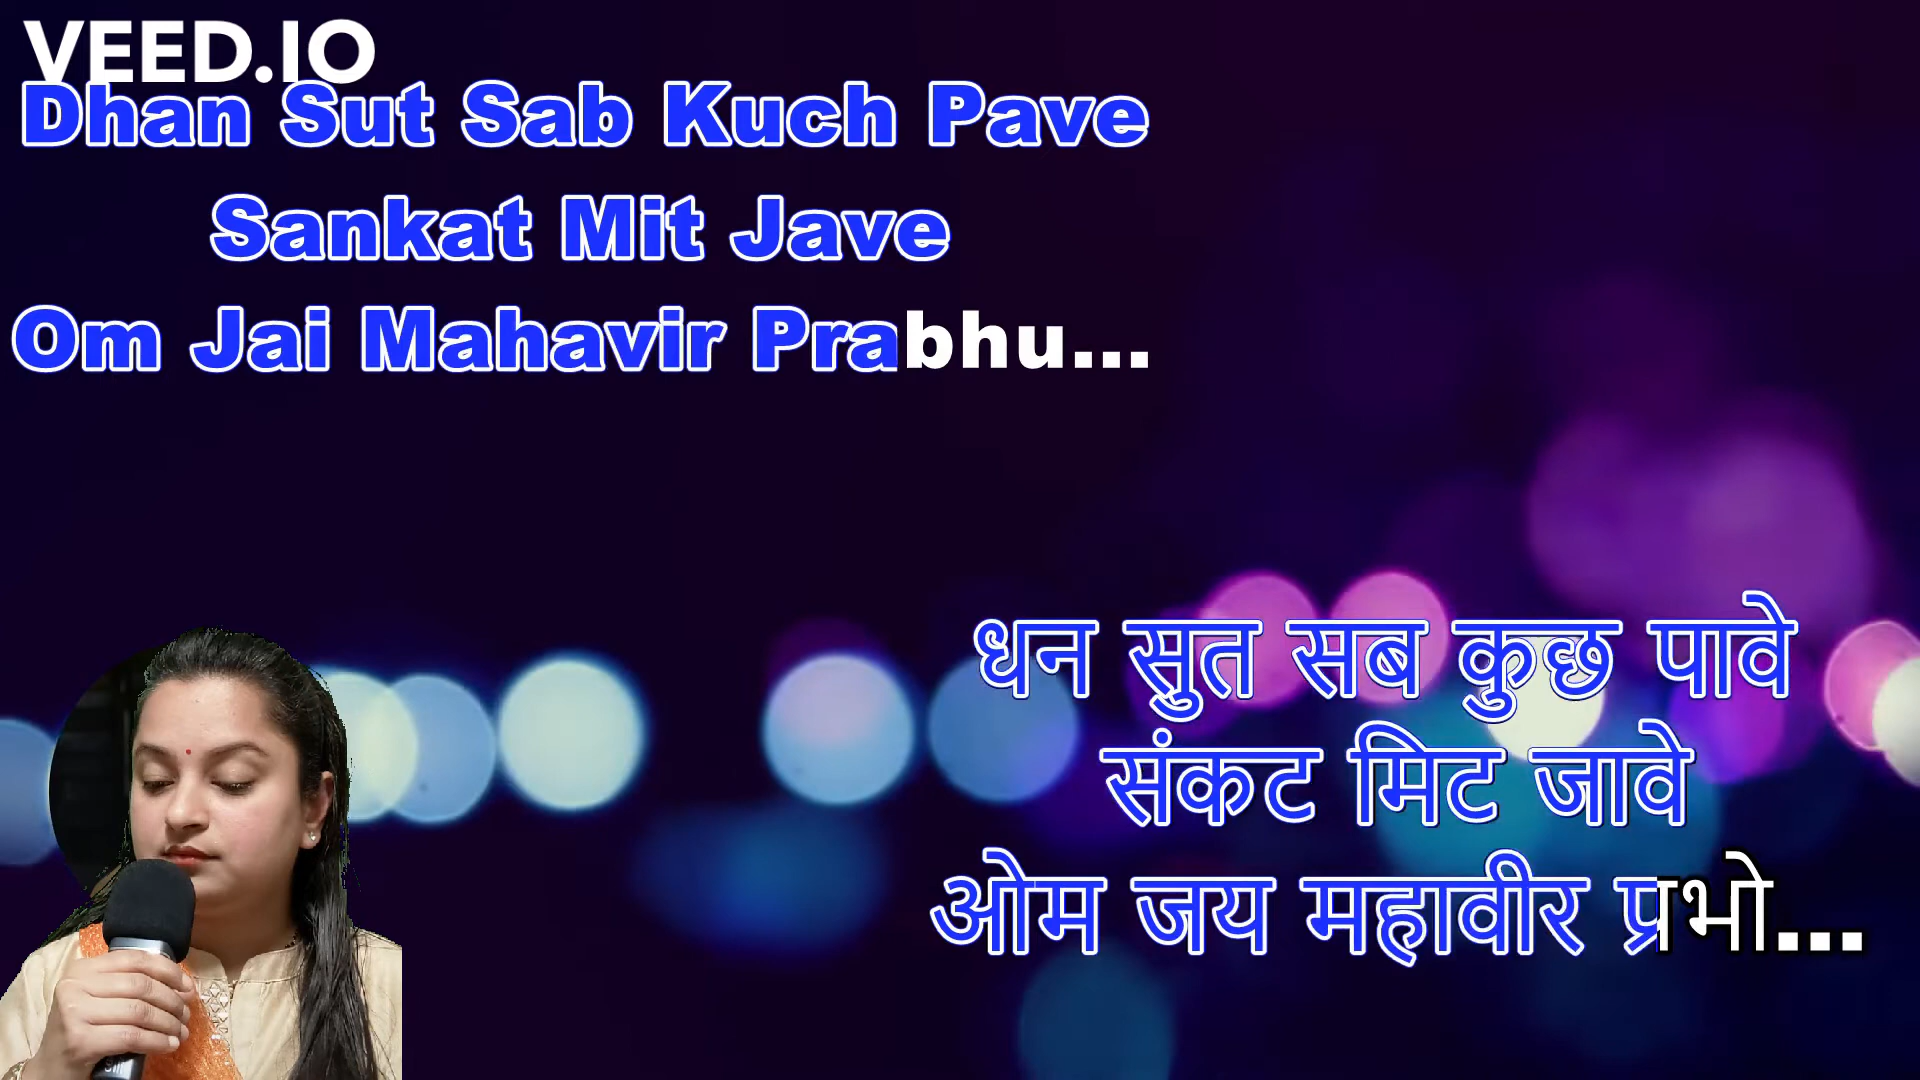 VEED.IO
Dhan Sut Sab Kuch Pave
Sankat Mit Jave
Om Jai Mahavir Prabhu...
धन सुत सब कुछ पावे
संकट मिट जावे
ओम जय महावीर प्रभो...